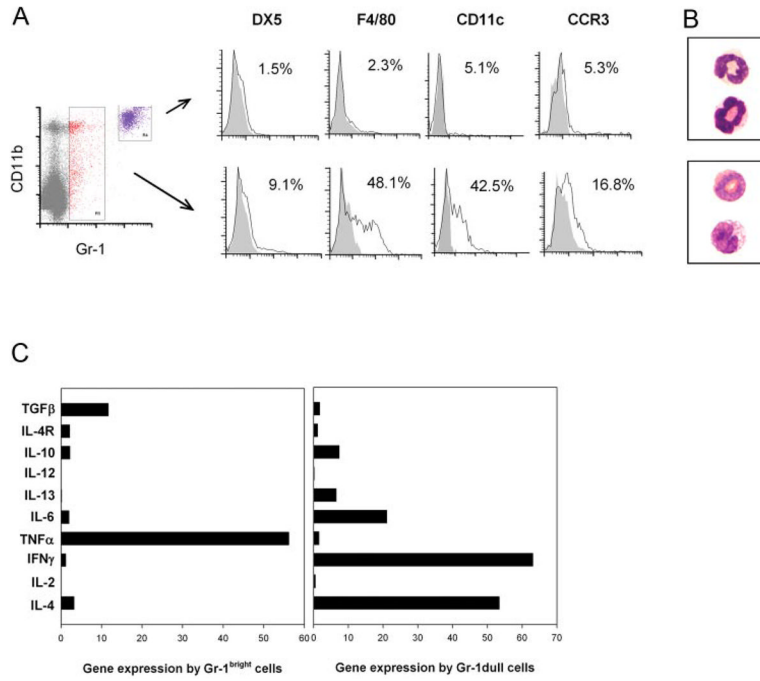 A
B
DX5 F4/80 CD11c CCR3
1.5% 2.3% 5.1% 5.3%
CD11b
Gr-1
9.1% 48.1% 42.5% 16.8%
C
TGFβ
IL-4R
IL-10
IL-12
IL-13
IL-6
TNFα
IFNγ
IL-2
IL-4
0 10 20 30 40 50 60
0 10 20 30 40 50 60 70
Gene expression by Gr-1bright cells
Gene expression by Gr-1dull cells